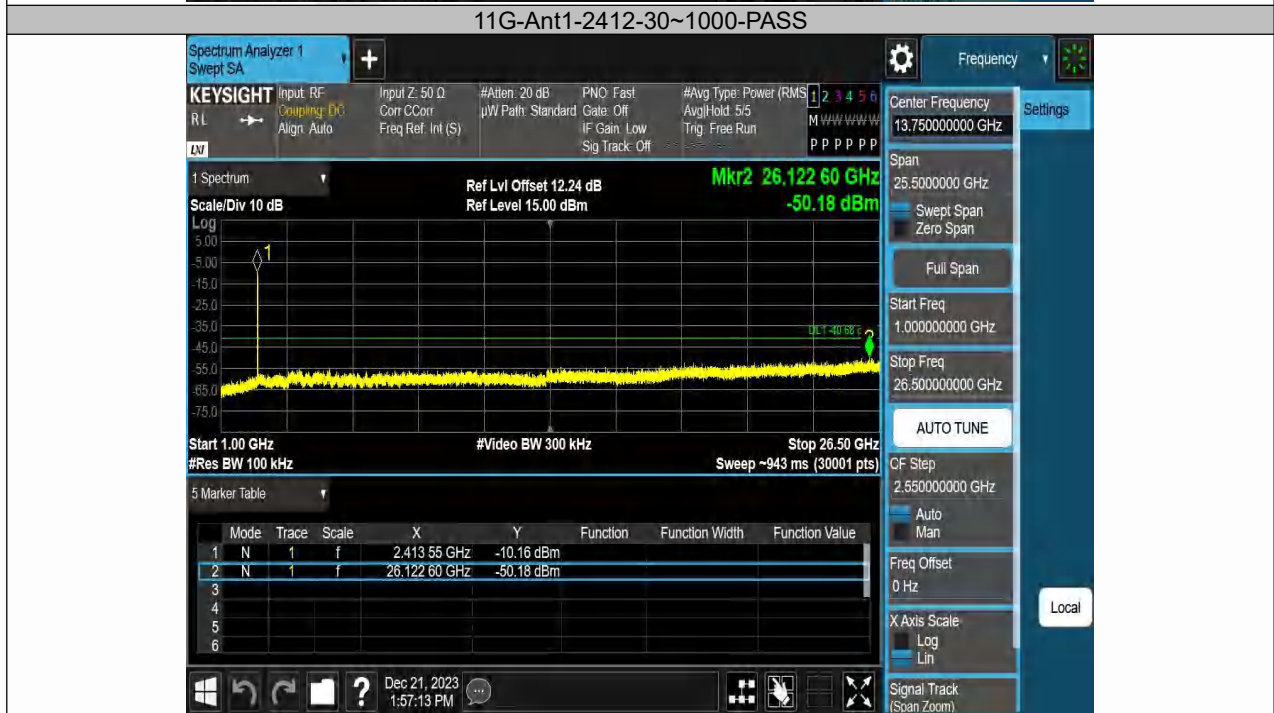 11G-Ant1-2412-30~1000-PASS
Spectrum Analyzer 1
Swept SA
+
Frequency
KEYSIGHT
RL
LXI
Input: RF
Coupling: DC
Align: Auto
Input Z: 50 Ω
Corr CCorr
Freq Ref: Int (S)
#Atten: 20 dB
µW Path: Standard
PNO: Fast
Gate: Off
IF Gain: Low
Sig Track: Off
#Avg Type: Power (RMS
Avg|Hold: 5/5
Trig: Free Run
1 2 3 4 5 6
M W W W W W
P P P P P P
Center Frequency
13.750000000 GHz
Settings
Span
25.5000000 GHz
Swept Span
Zero Span
Full Span
Start Freq
1.000000000 GHz
Stop Freq
26.500000000 GHz
AUTO TUNE
CF Step
2.550000000 GHz
Auto
Man
Freq Offset
0 Hz
X Axis Scale
Log
Lin
Signal Track
(Span Zoom)
Local
1 Spectrum
Scale/Div 10 dB
Ref Lvl Offset 12.24 dB
Ref Level 15.00 dBm
Mkr2 26.122 60 GHz
-50.18 dBm
Log
5.00
-5.00
-15.0
-25.0
-35.0
-45.0
-55.0
-65.0
-75.0
1
DL1 -40.68
2
Start 1.00 GHz
#Res BW 100 kHz
#Video BW 300 kHz
Stop 26.50 GHz
Sweep ~943 ms (30001 pts)
5 Marker Table
Mode Trace Scale X Y Function Function Width Function Value
1 N 1 f 2.413 55 GHz -10.16 dBm
2 N 1 f 26.122 60 GHz -50.18 dBm
3
4
5
6
?
Dec 21, 2023
1:57:13 PM